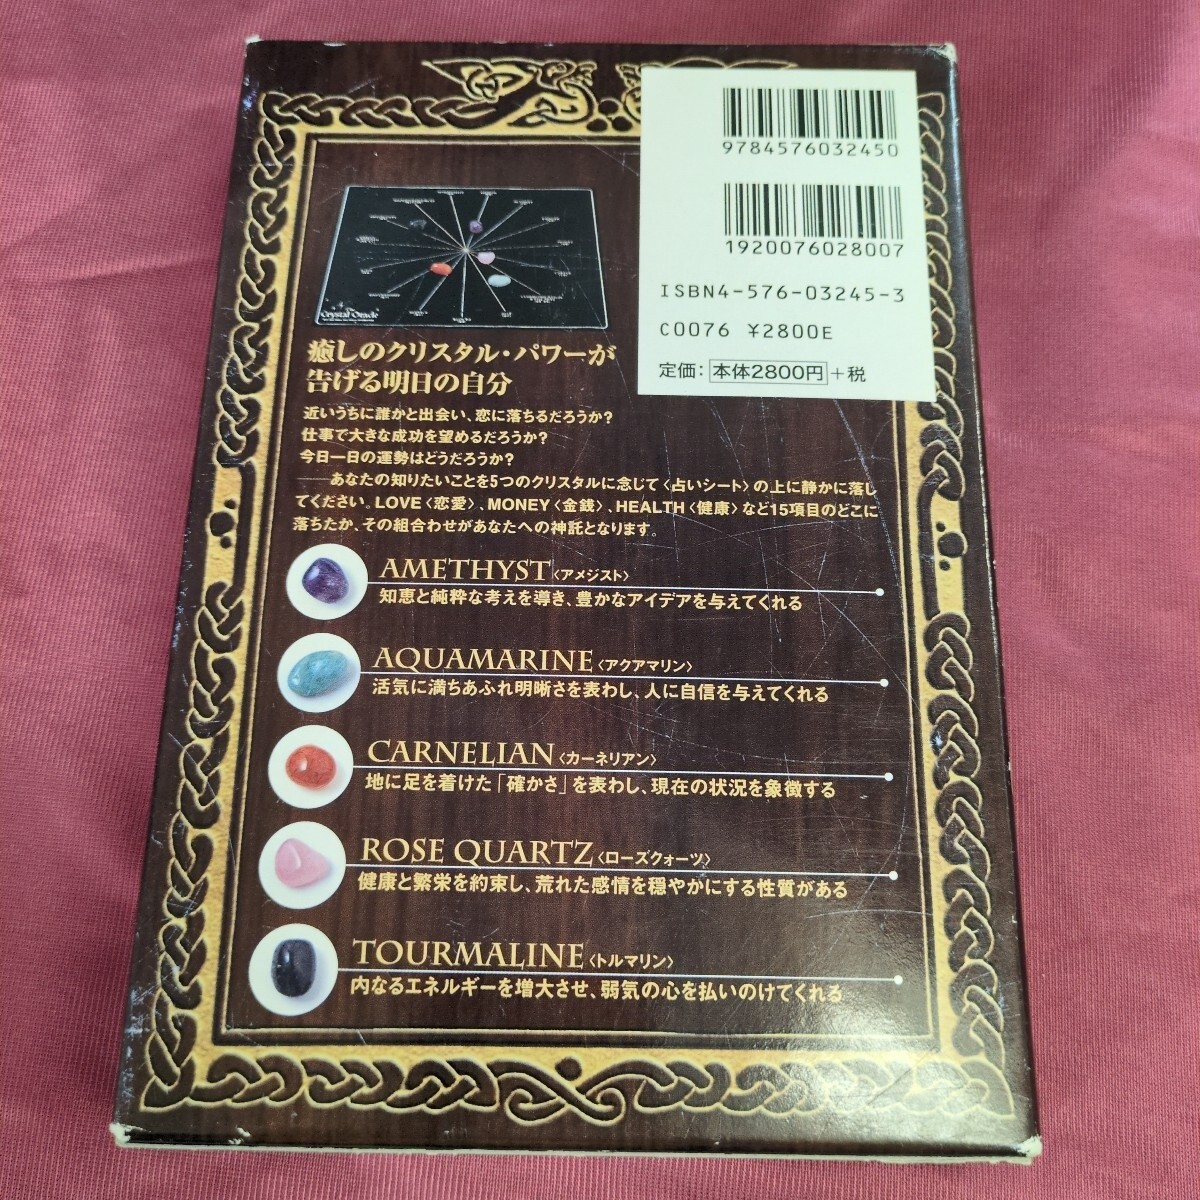 9784576032450
1920076028007
ISBN4-576-03245-3
C0076 ¥2800E
定価: 本体2800円+税
Crystal Oracle
癒しのクリスタル・パワーが
告げる明日の自分
近いうちに誰かと出会い、恋に落ちるだろうか?
仕事で大きな成功を望めるだろうか?
今日一日の運勢はどうだろうか?
──あなたの知りたいことを5つのクリスタルに念じて〈占いシート〉の上に静かに落し
てください。LOVE〈恋愛〉、MONEY〈金銭〉、HEALTH〈健康〉など15項目のどこに
落ちたか、その組合わせがあなたへの神託となります。
AMETHYST〈アメジスト〉
知恵と純粋な考えを導き、豊かなアイデアを与えてくれる
AQUAMARINE〈アクアマリン〉
活気に満ちあふれ明晰さを表わし、人に自信を与えてくれる
CARNELIAN〈カーネリアン〉
地に足を着けた「確かさ」を表わし、現在の状況を象徴する
ROSE QUARTZ〈ローズクォーツ〉
健康と繁栄を約束し、荒れた感情を穏やかにする性質がある
TOURMALINE〈トルマリン〉
内なるエネルギーを増大させ、弱気の心を払いのけてくれる